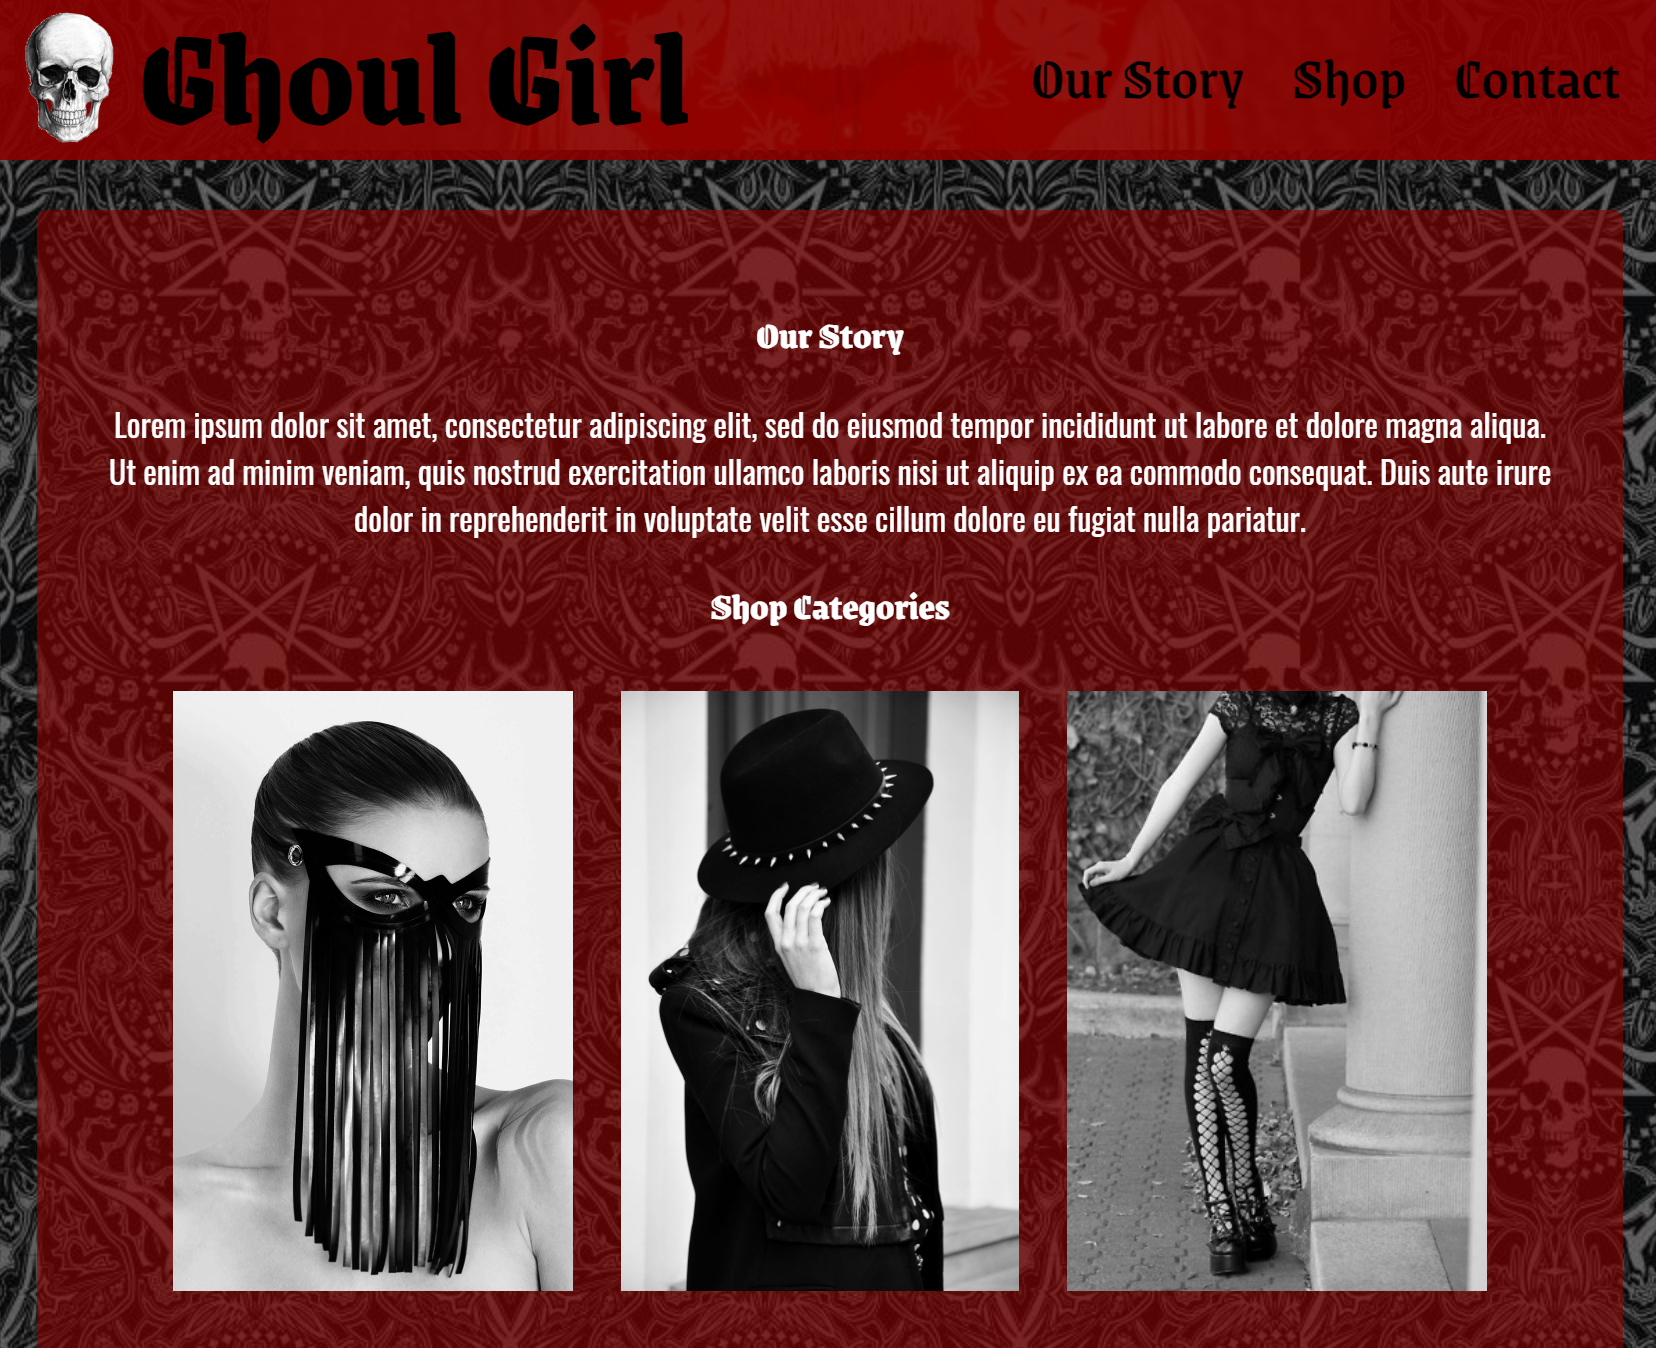 Ghoul Girl
Our Story
Shop
Contact
Our Story
Lorem ipsum dolor sit amet, consectetur adipiscing elit, sed do eiusmod tempor incididunt ut labore et dolore magna aliqua.
Ut enim ad minim veniam, quis nostrud exercitation ullamco laboris nisi ut aliquip ex ea commodo consequat. Duis aute irure
dolor in reprehenderit in voluptate velit esse cillum dolore eu fugiat nulla pariatur.
Shop Categories